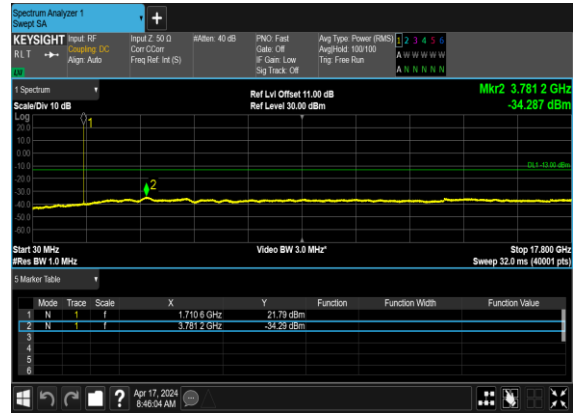 Spectrum Analyzer 1
Swept SA
+
KEYSIGHT Input: RF Input Z: 50 Ω #Atten: 40 dB PNO: Fast Avg Type: Power (RMS) 1 2 3 4 5 6
RLT Coupling: DC Corr CCorr Gate: Off Avg|Hold: 100/100 A W W W W W
Align: Auto Freq Ref: Int (S) IF Gain: Low Trig: Free Run
Sig Track: Off A N N N N N
1 Spectrum Ref Lvl Offset 11.00 dB Mkr2 3.781 2 GHz
Scale/Div 10 dB Ref Level 30.00 dBm -34.287 dBm
Log
1
20.0
10.0
0.00
-10.0
DL1 -13.00 dBm
-20.0
2
-30.0
-40.0
-50.0
-60.0
Start 30 MHz Video BW 3.0 MHz* Stop 17.800 GHz
#Res BW 1.0 MHz Sweep 32.0 ms (40001 pts)
5 Marker Table
Mode Trace Scale X Y Function Function Width Function Value
1 N 1 f 1.710 6 GHz 21.79 dBm
2 N 1 f 3.781 2 GHz -34.29 dBm
3
4
5
6
? Apr 17, 2024
8:46:04 AM